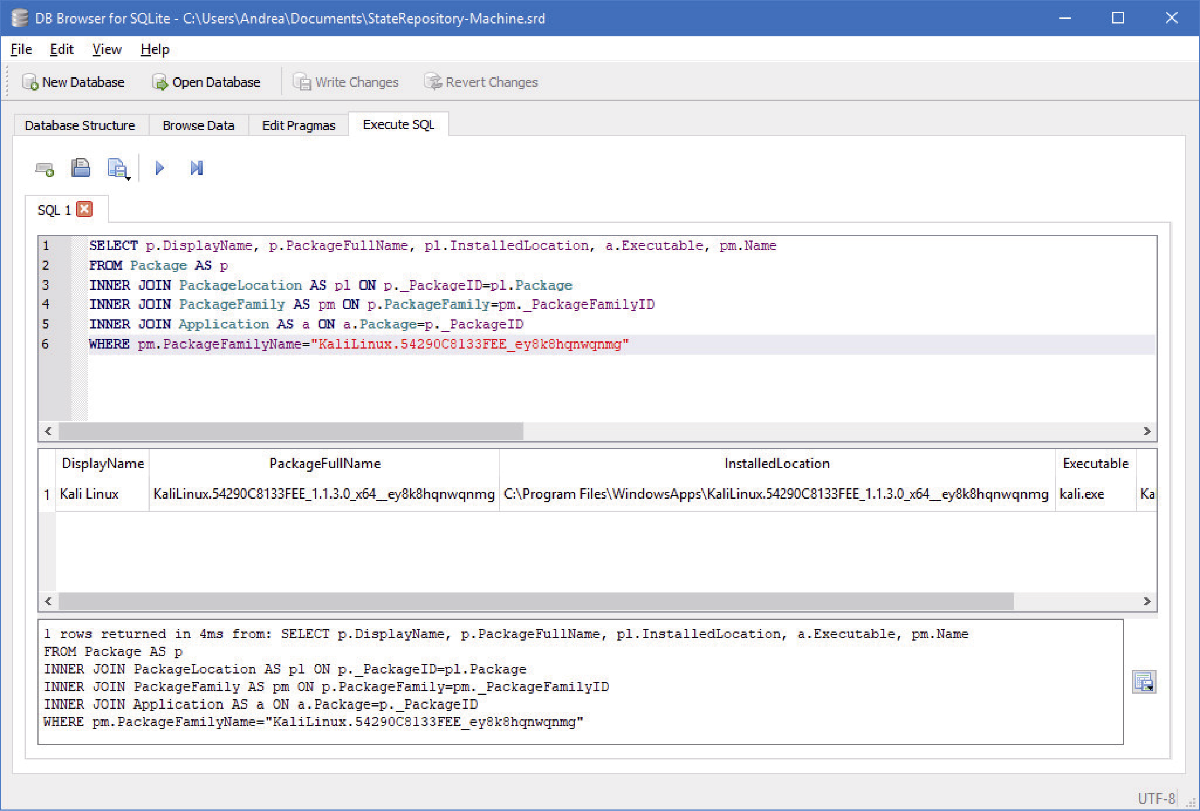 DB Browser for SQLite - C:\Users\Andrea\Documents\StateRepository-Machine.srd
File Edit View Help
New Database Open Database Write Changes Revert Changes
Database Structure Browse Data Edit Pragmas Execute SQL
SQL 1
1 SELECT p.DisplayName, p.PackageFullName, pl.InstalledLocation, a.Executable, pm.Name
2 FROM Package AS p
3 INNER JOIN PackageLocation AS pl ON p._PackageID=pl.Package
4 INNER JOIN PackageFamily AS pm ON p.PackageFamily=pm._PackageFamilyID
5 INNER JOIN Application AS a ON a.Package=p._PackageID
6 WHERE pm.PackageFamilyName="KaliLinux.54290C8133FEE_ey8k8hqnwqnmg"
DisplayName PackageFullName InstalledLocation Executable
1 Kali Linux KaliLinux.54290C8133FEE_1.1.3.0_x64__ey8k8hqnwqnmg C:\Program Files\WindowsApps\KaliLinux.54290C8133FEE_1.1.3.0_x64__ey8k8hqnwqnmg kali.exe Ka
1 rows returned in 4ms from: SELECT p.DisplayName, p.PackageFullName, pl.InstalledLocation, a.Executable, pm.Name
FROM Package AS p
INNER JOIN PackageLocation AS pl ON p._PackageID=pl.Package
INNER JOIN PackageFamily AS pm ON p.PackageFamily=pm._PackageFamilyID
INNER JOIN Application AS a ON a.Package=p._PackageID
WHERE pm.PackageFamilyName="KaliLinux.54290C8133FEE_ey8k8hqnwqnmg"
UTF-8